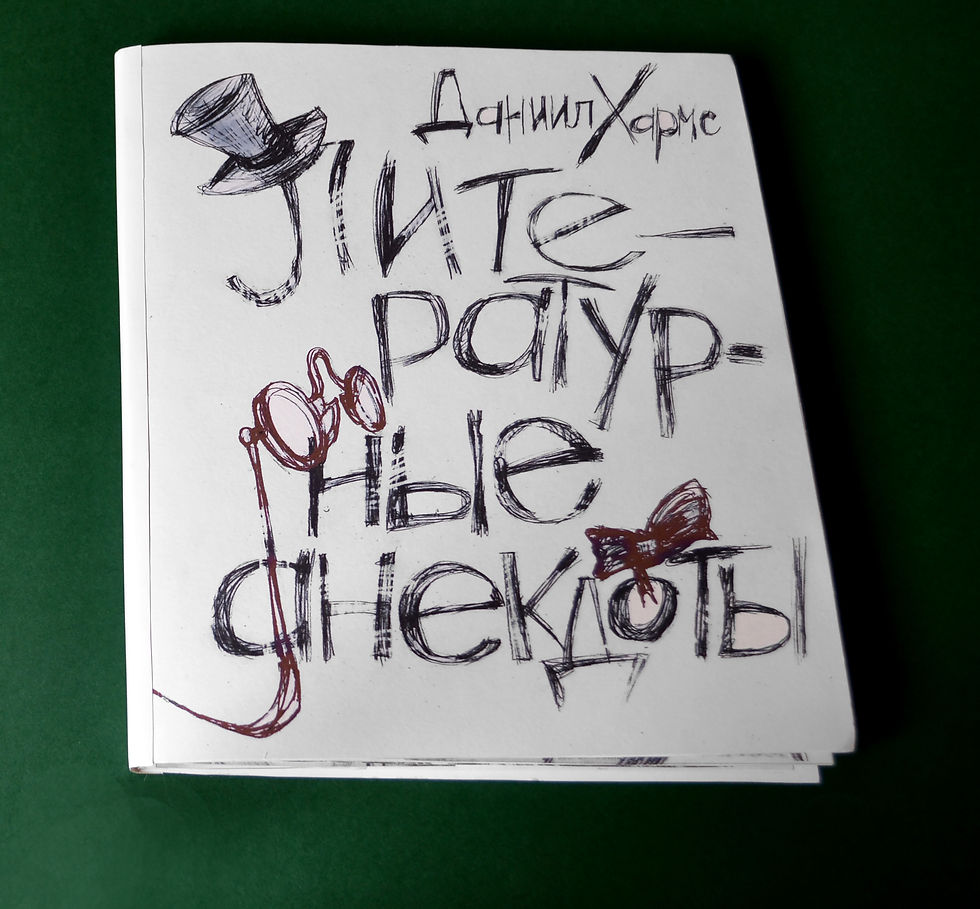 Даниил Хармс
Лите-
ратур-
ные
анекдоты